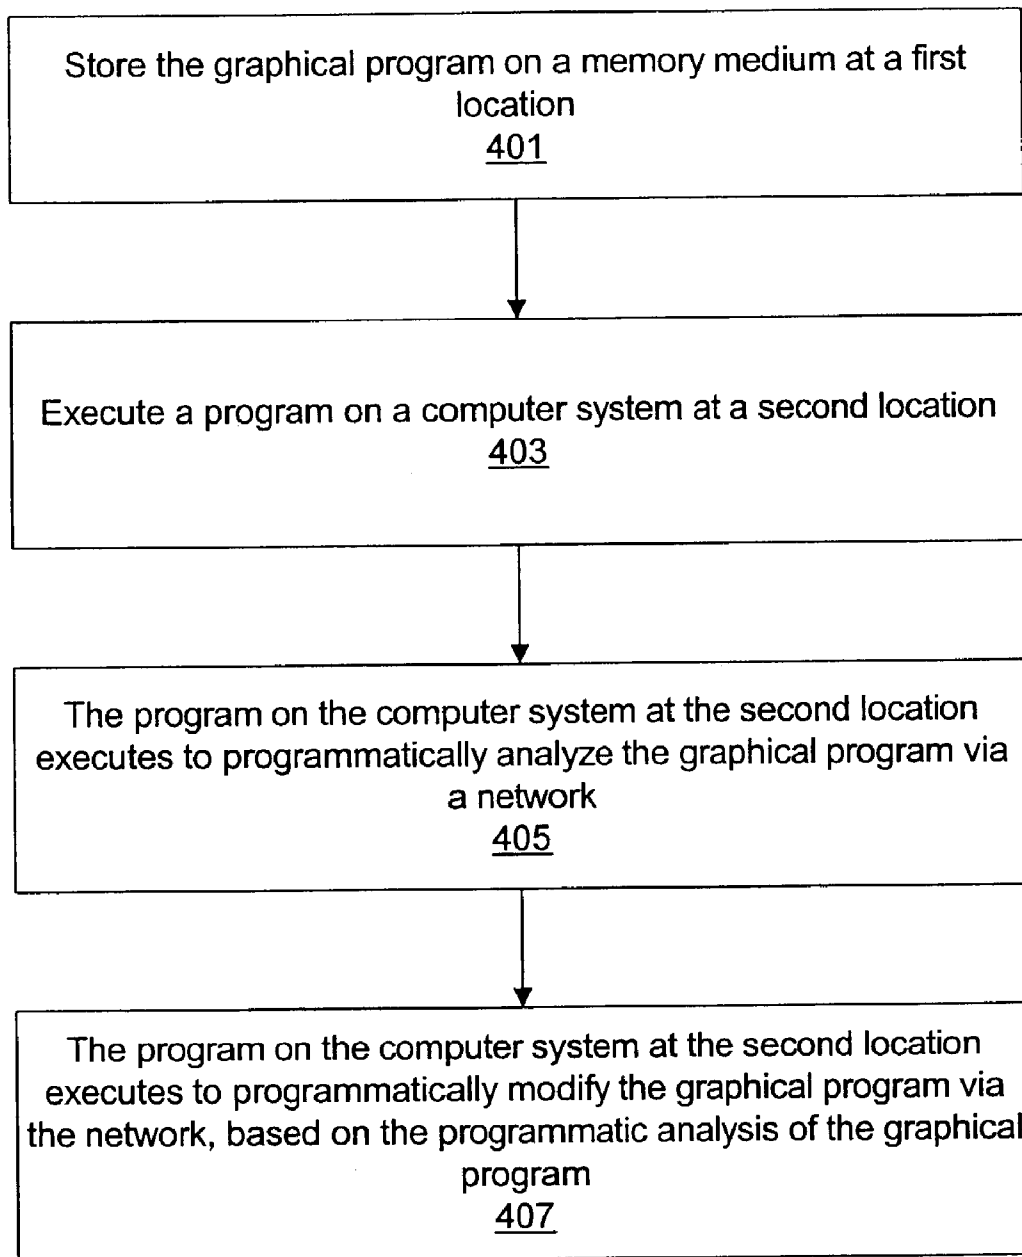 Store the graphical program on a memory medium at a first
location
401
Execute a program on a computer system at a second location
403
The program on the computer system at the second location
executes to programmatically analyze the graphical program via
a network
405
The program on the computer system at the second location
executes to programmatically modify the graphical program via
the network, based on the programmatic analysis of the graphical
program
407